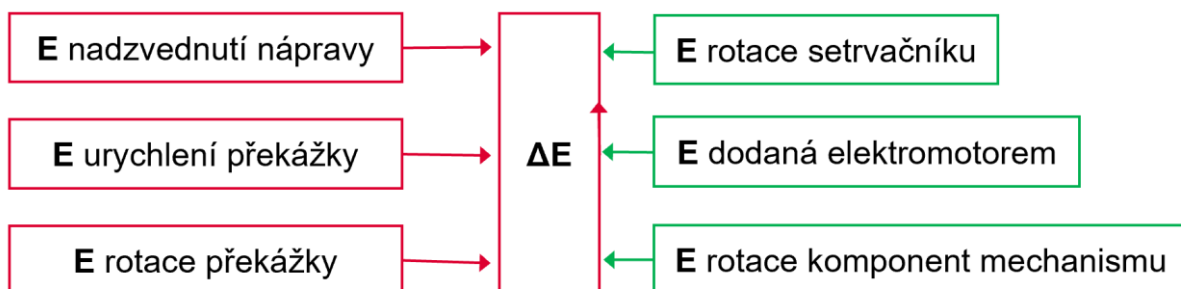 E nadzvednutí nápravy
E urychlení překážky
E rotace překážky
ΔE
E rotace setrvačníku
E dodaná elektromotorem
E rotace komponent mechanismu